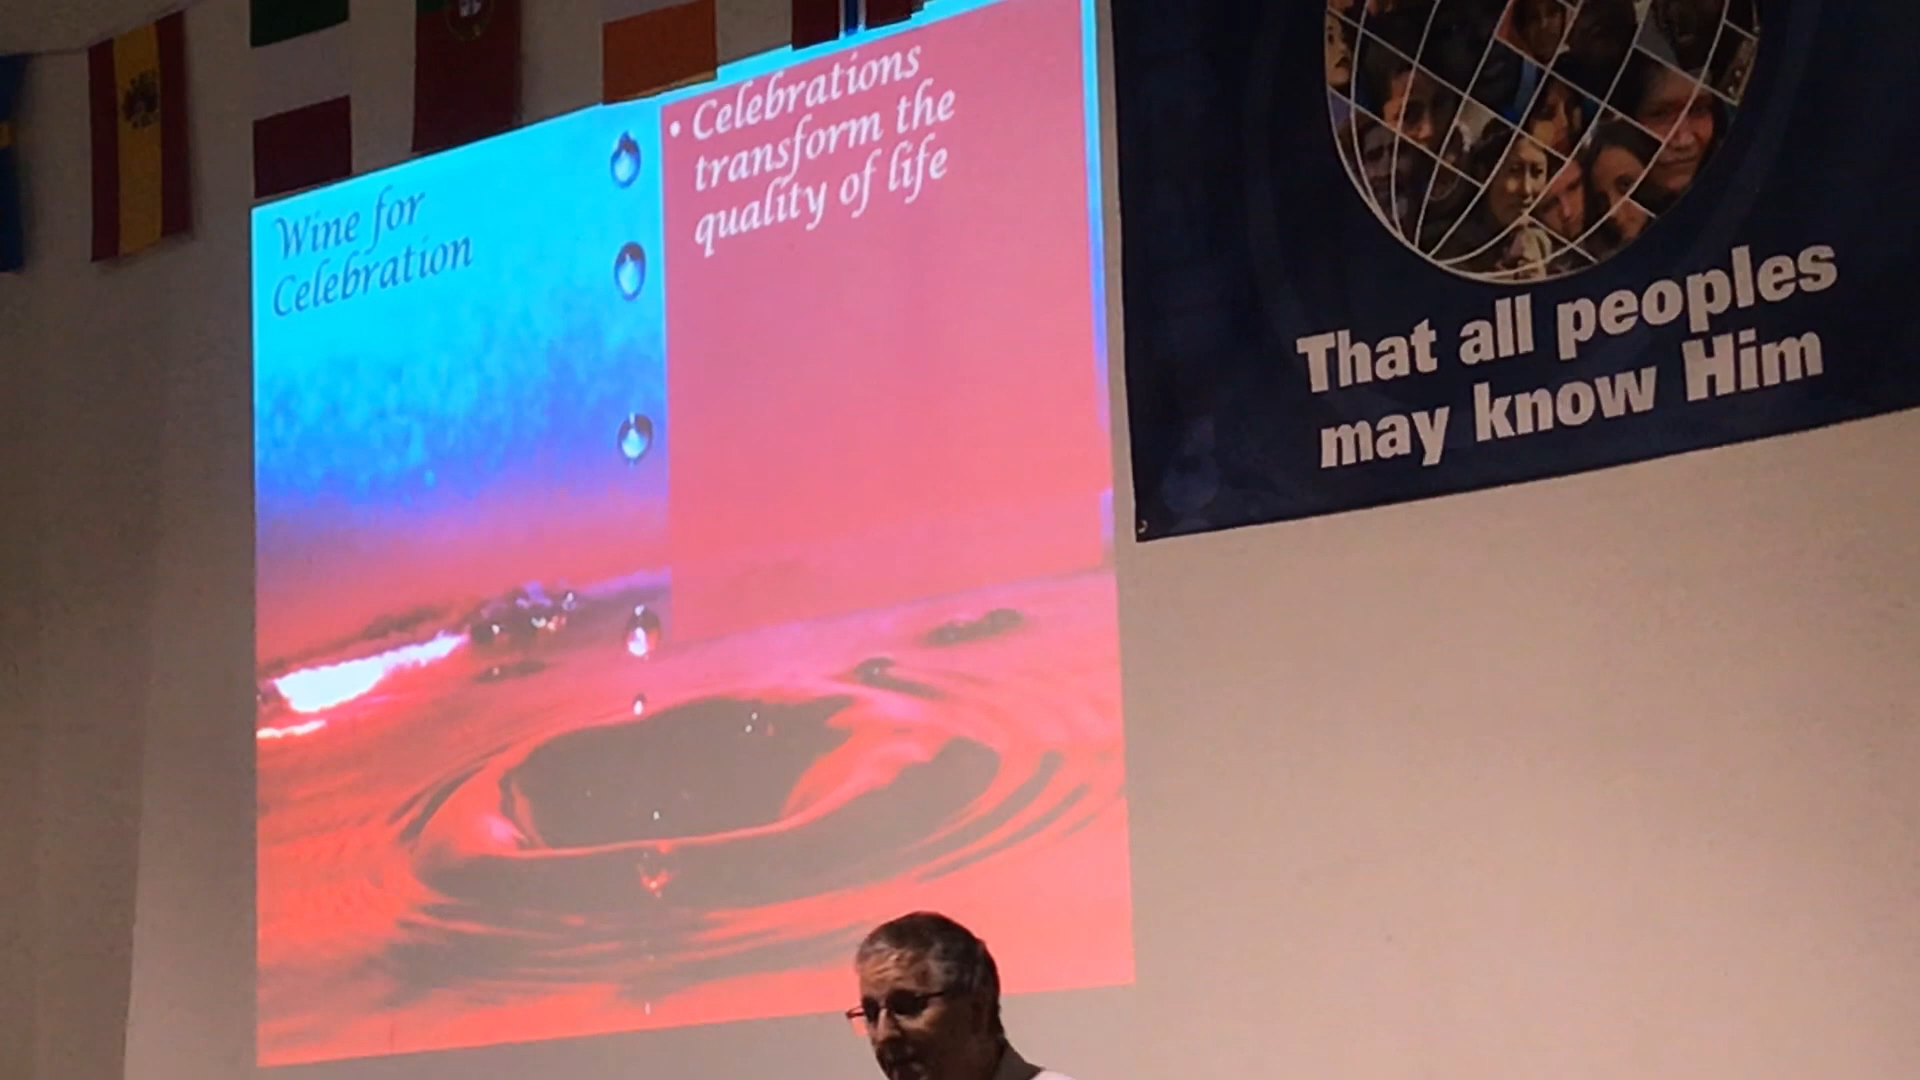 Wine for
Celebration
• Celebrations
transform the
quality of life
That all peoples
may know Him